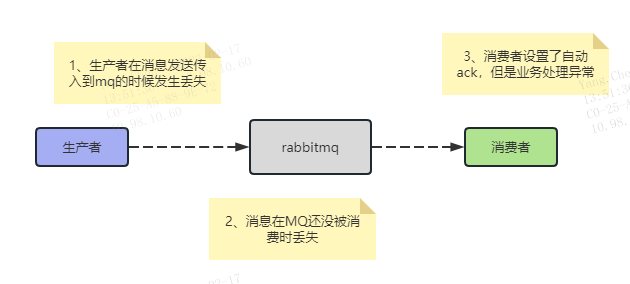 1、生产者在消息发送传
入到mq的时候发生丢失
3、消费者设置了自动
ack，但是业务处理异常
生产者
rabbitmq
消费者
2、消息在MQ还没被消
费时丢失